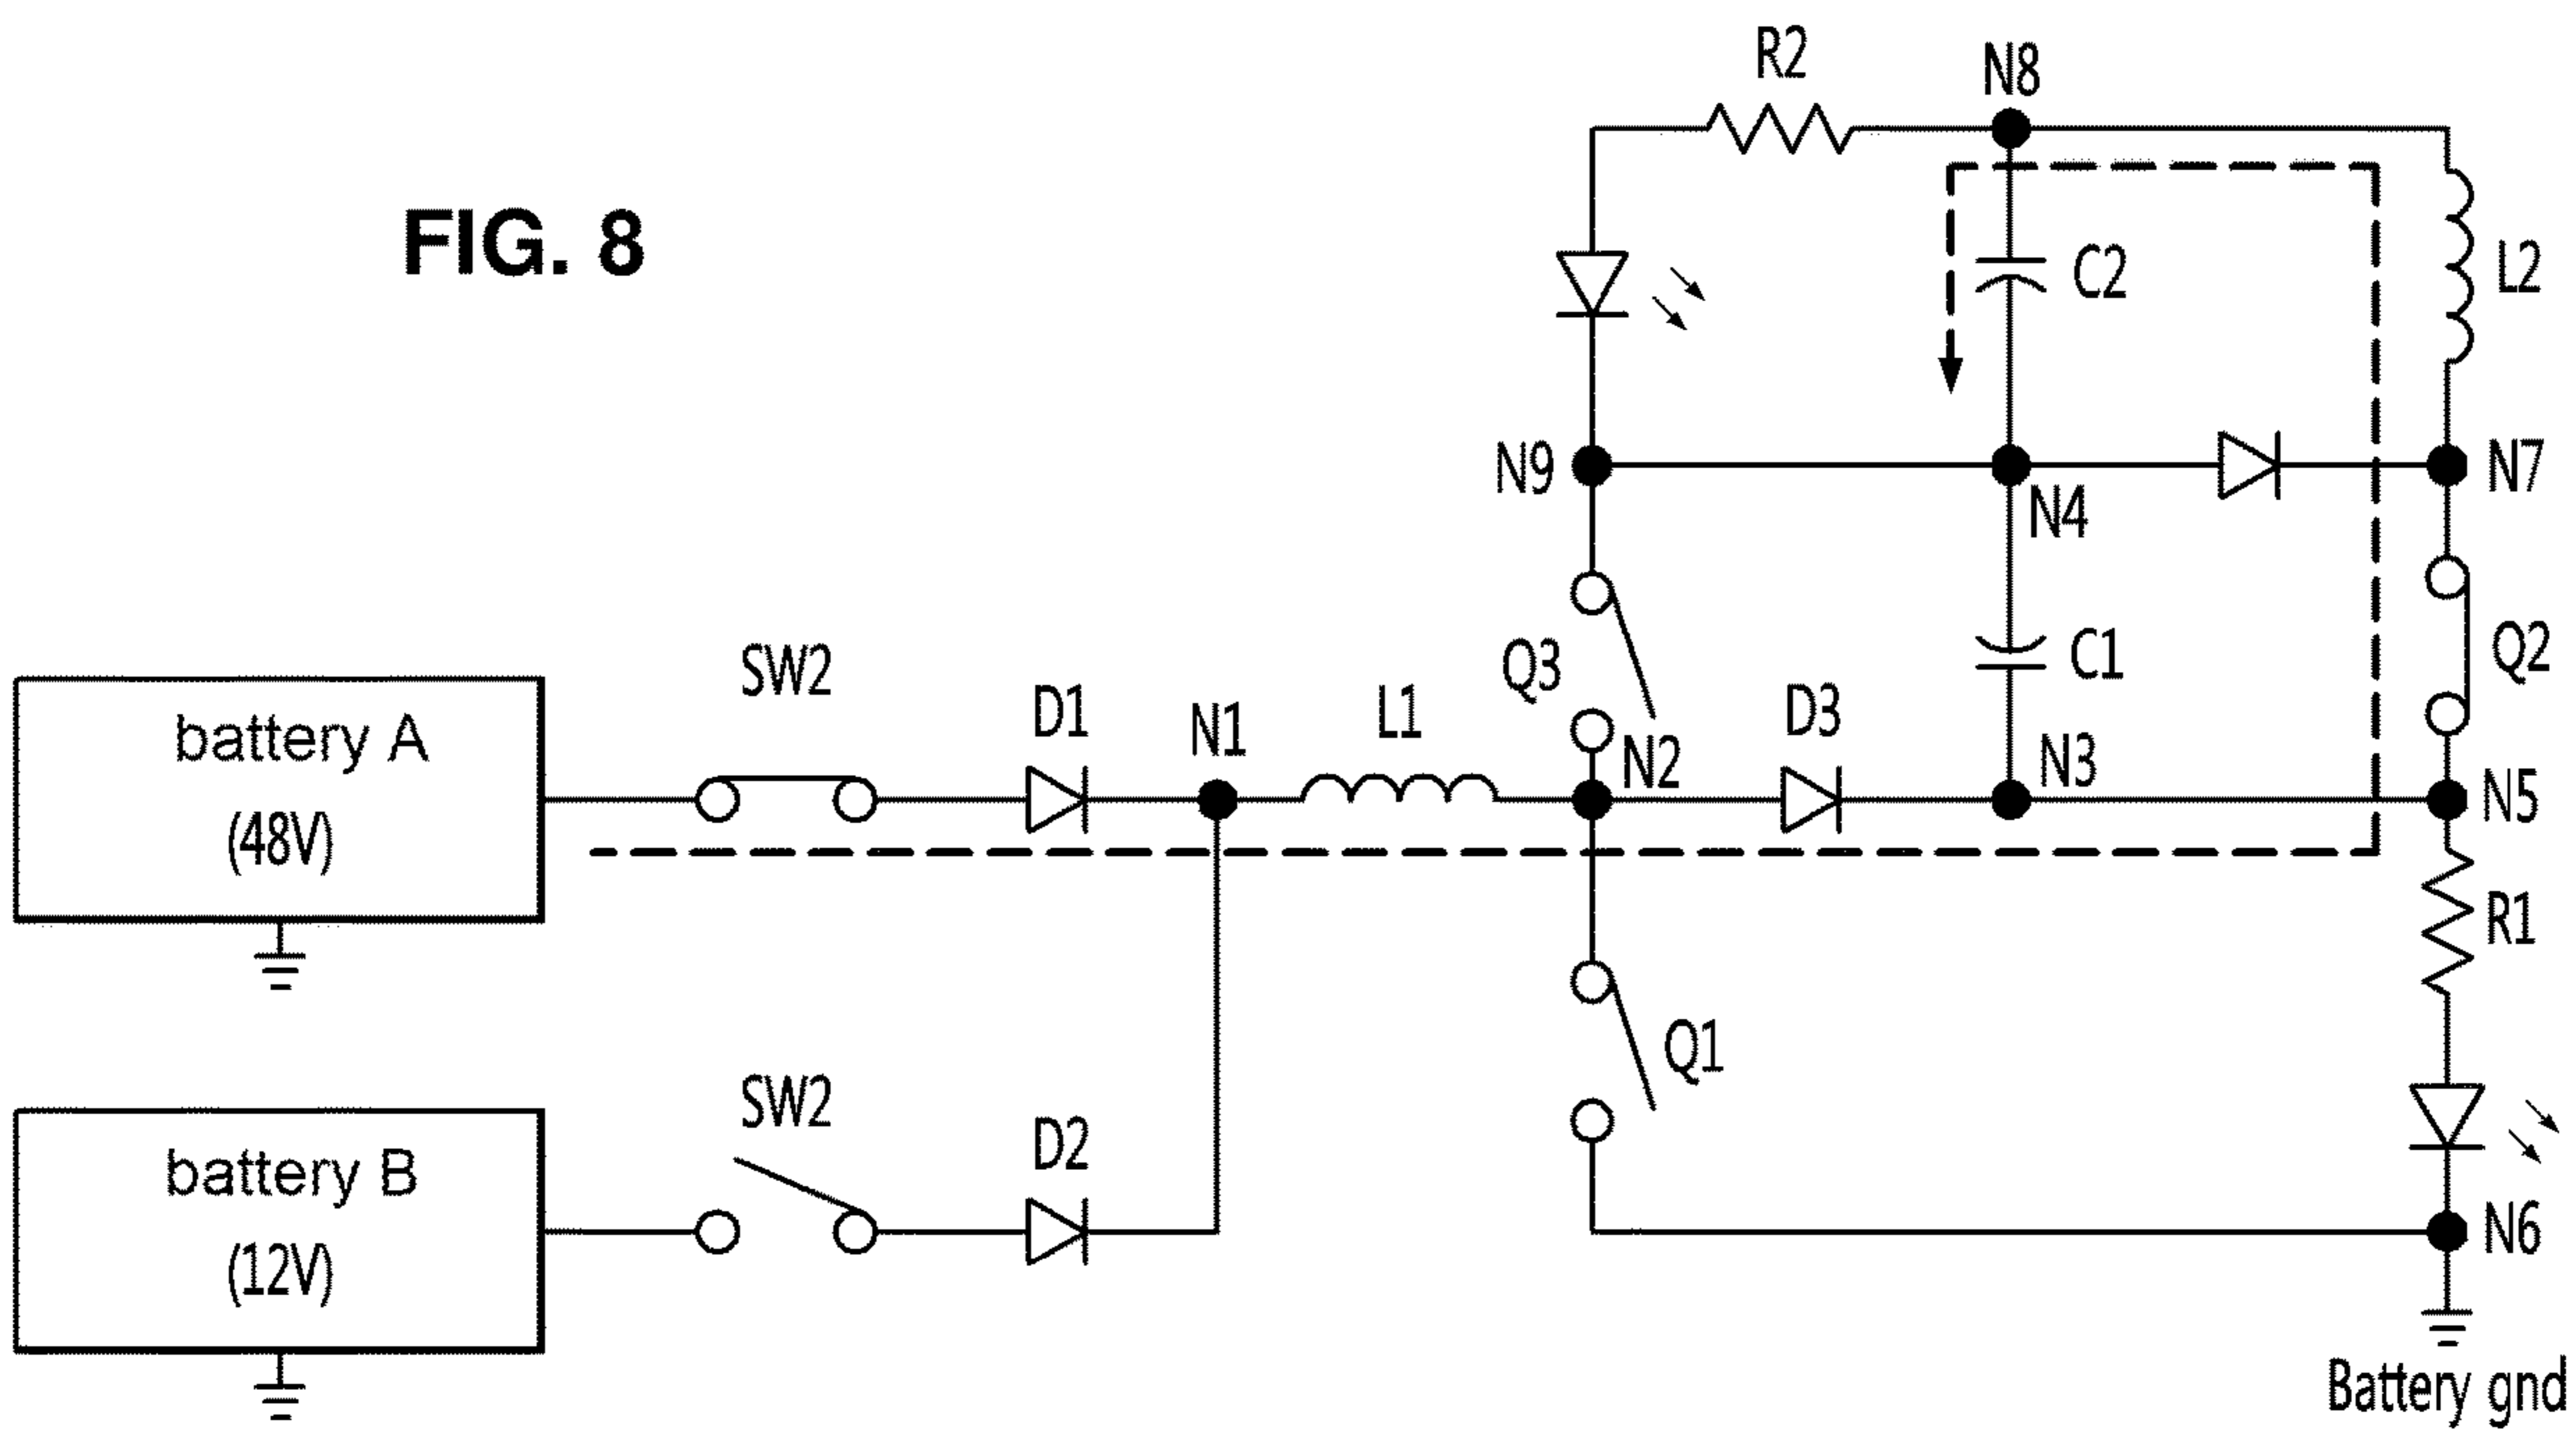 FIG. 8
R2
N8
C2
L2
N9
N4
N7
Q3
C1
Q2
battery A
(48V)
SW2
D1
N1
L1
N2
D3
N3
N5
R1
Q1
battery B
(12V)
SW2
D2
N6
Battery gnd